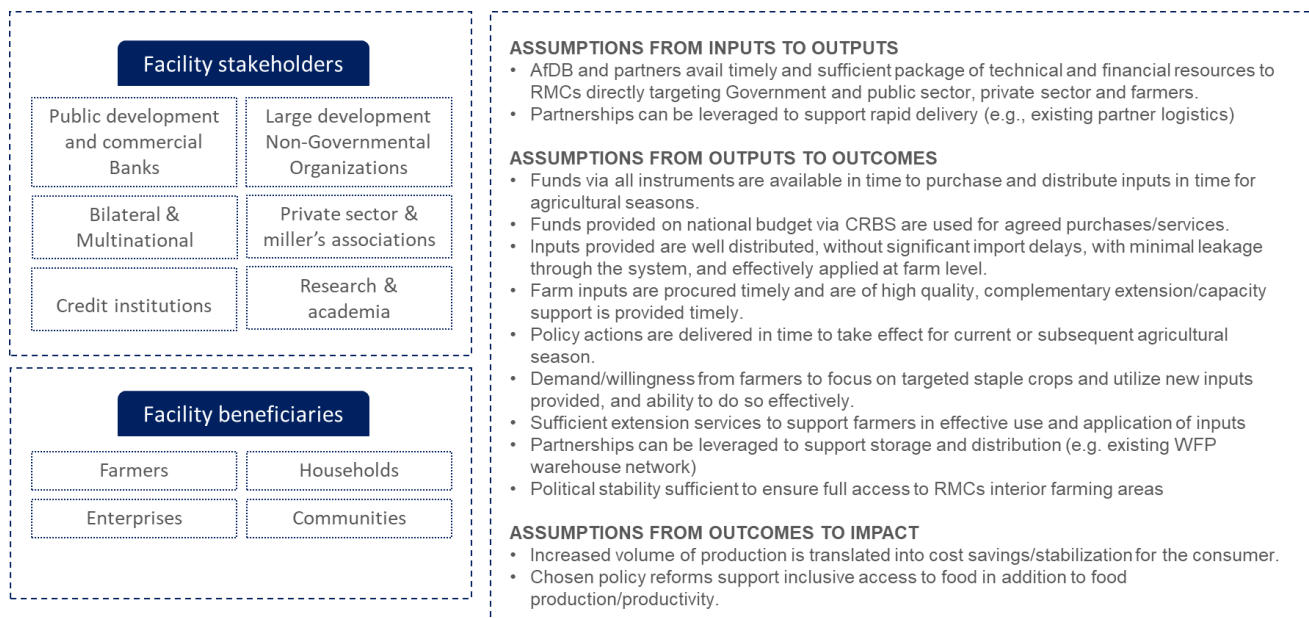 Facility stakeholders
Public development
and commercial
Banks
Large development
Non-Governmental
Organizations
Bilateral &
Multinational
Private sector &
miller's associations
Credit institutions
Research &
academia
Facility beneficiaries
Farmers
Households
Enterprises
Communities
ASSUMPTIONS FROM INPUTS TO OUTPUTS
• AfDB and partners avail timely and sufficient package of technical and financial resources to
RMCs directly targeting Government and public sector, private sector and farmers.
• Partnerships can be leveraged to support rapid delivery (e.g., existing partner logistics)
ASSUMPTIONS FROM OUTPUTS TO OUTCOMES
• Funds via all instruments are available in time to purchase and distribute inputs in time for
agricultural seasons.
• Funds provided on national budget via CRBS are used for agreed purchases/services.
• Inputs provided are well distributed, without significant import delays, with minimal leakage
through the system, and effectively applied at farm level.
• Farm inputs are procured timely and are of high quality, complementary extension/capacity
support is provided timely.
• Policy actions are delivered in time to take effect for current or subsequent agricultural
season.
• Demand/willingness from farmers to focus on targeted staple crops and utilize new inputs
provided, and ability to do so effectively.
• Sufficient extension services to support farmers in effective use and application of inputs
• Partnerships can be leveraged to support storage and distribution (e.g. existing WFP
warehouse network)
• Political stability sufficient to ensure full access to RMCs interior farming areas
ASSUMPTIONS FROM OUTCOMES TO IMPACT
• Increased volume of production is translated into cost savings/stabilization for the consumer.
• Chosen policy reforms support inclusive access to food in addition to food
production/productivity.